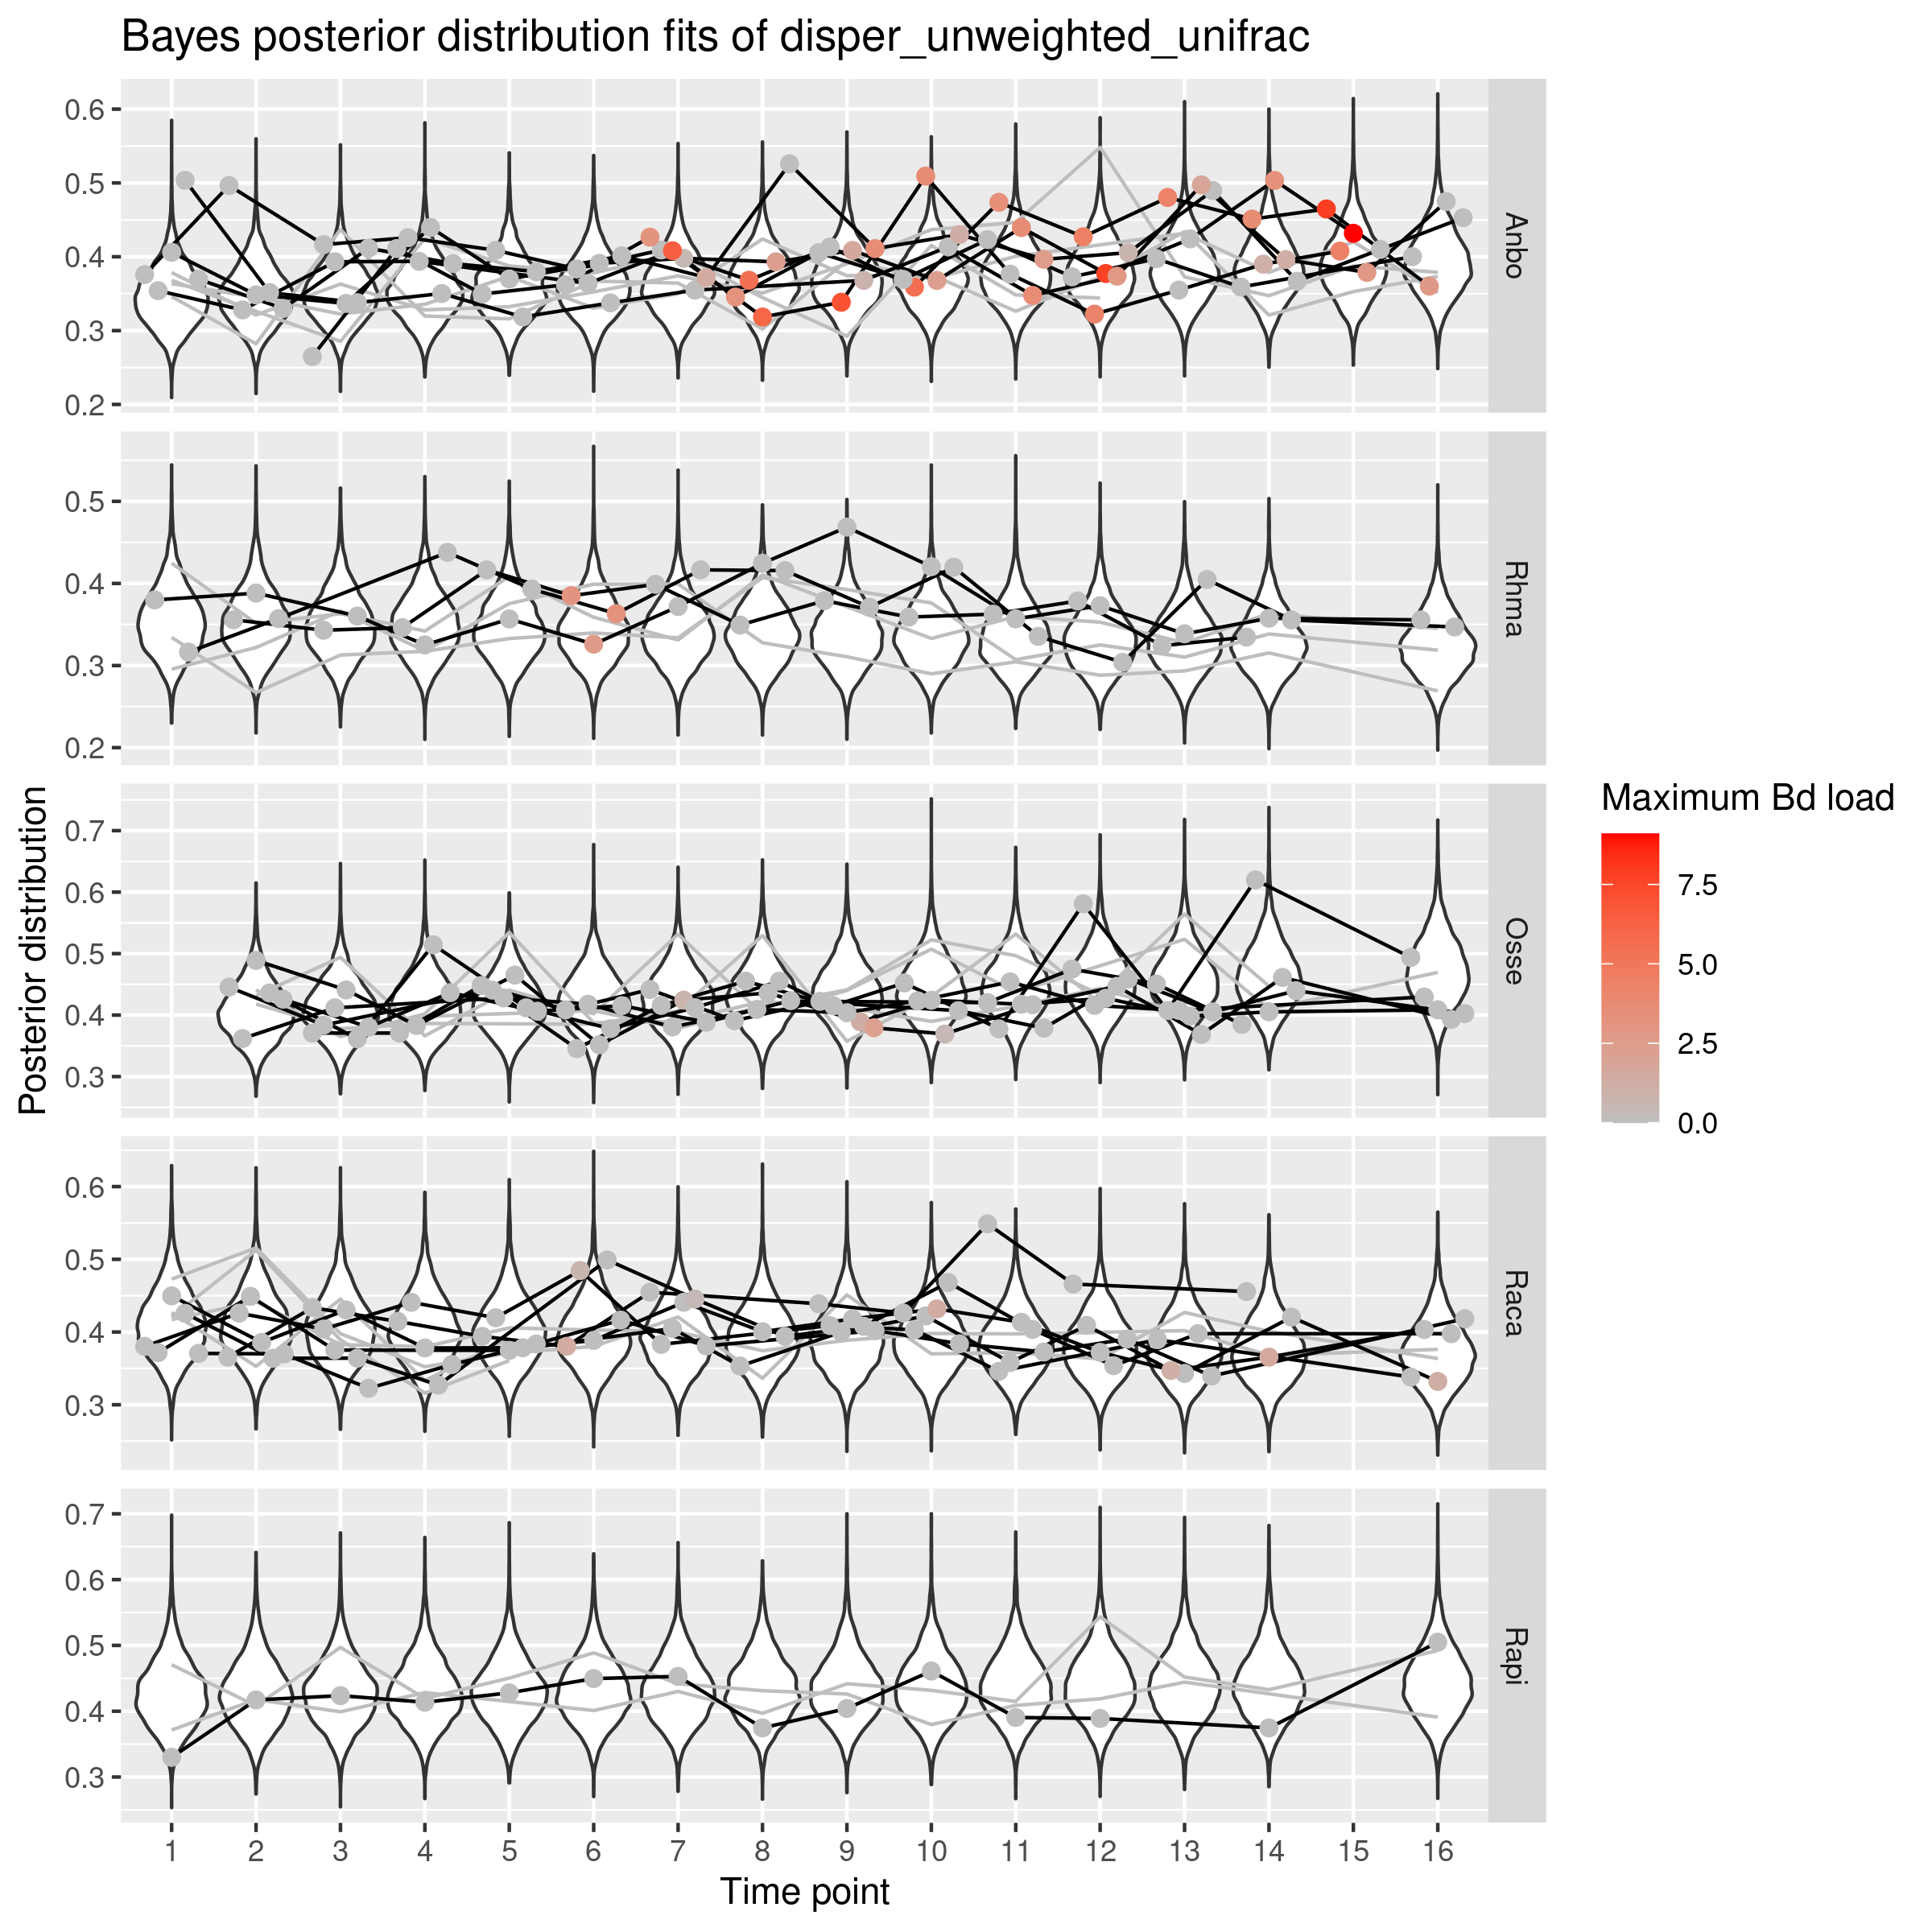 Bayes posterior distribution fits of disper_unweighted_unifrac
Posterior distribution
0.6
0.5
0.4
0.3
0.2
Anbo
0.5
0.4
0.3
0.2
Rhma
0.7
0.6
0.5
0.4
0.3
Osse
0.6
0.5
0.4
0.3
Raca
0.7
0.6
0.5
0.4
0.3
Rapi
1 2 3 4 5 6 7 8 9 10 11 12 13 14 15 16
Time point
Maximum Bd load
7.5
5.0
2.5
0.0